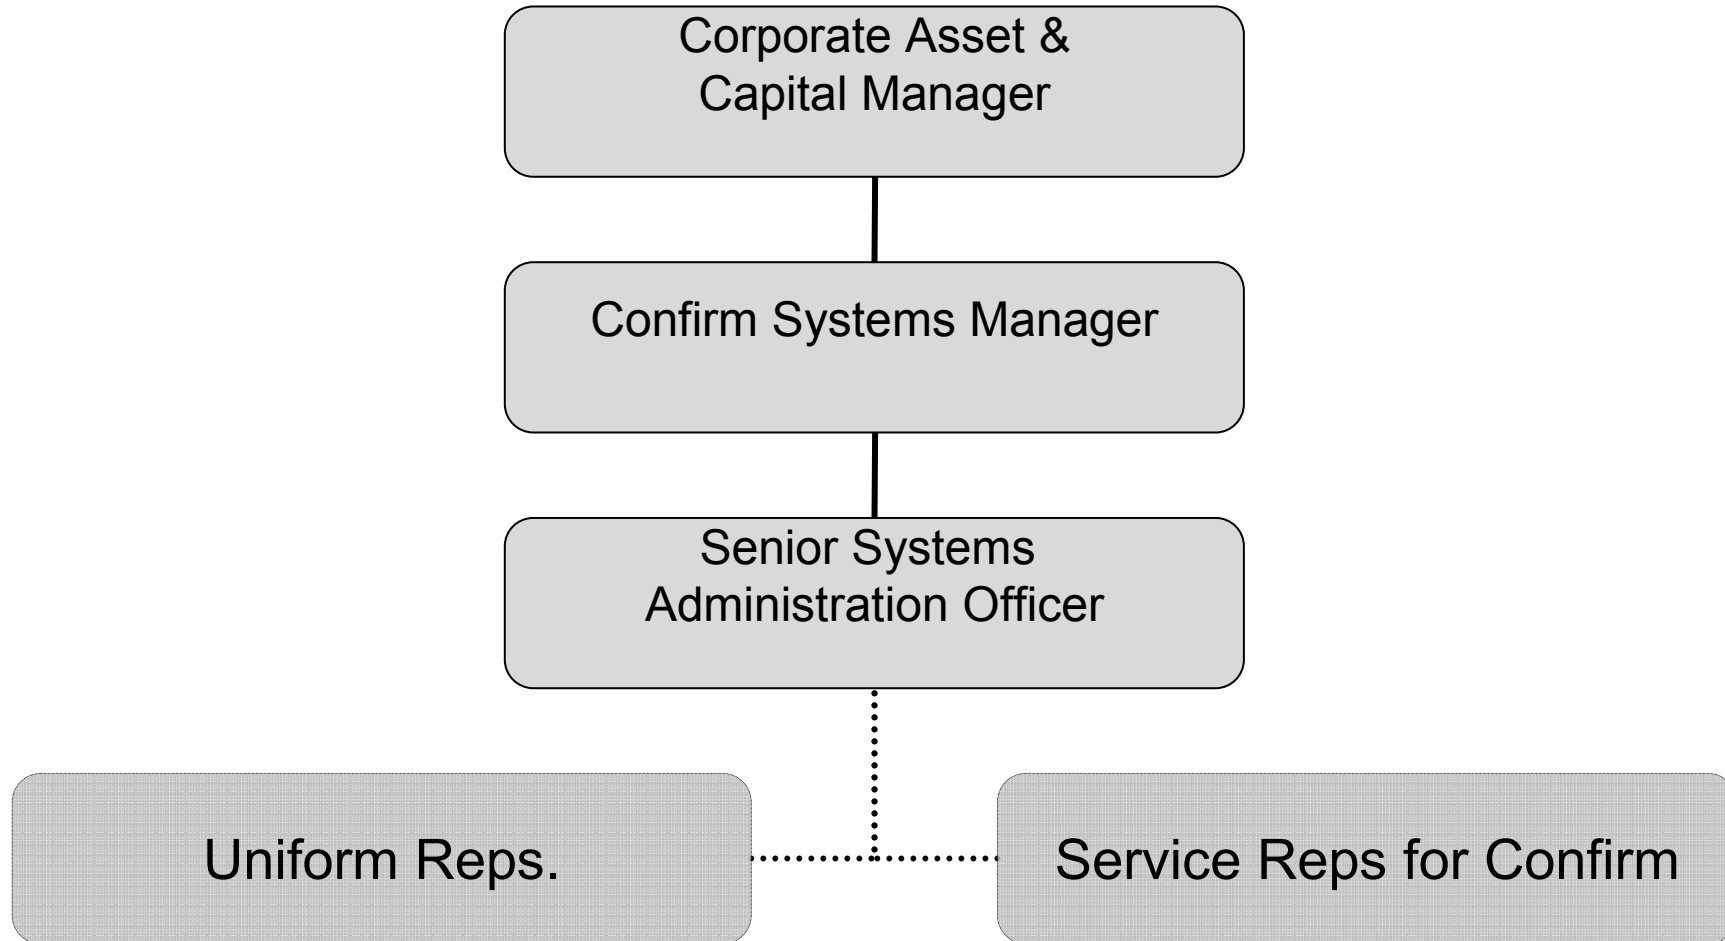 Corporate Asset &
Capital Manager
Confirm Systems Manager
Senior Systems
Administration Officer
Uniform Reps.
Service Reps for Confirm